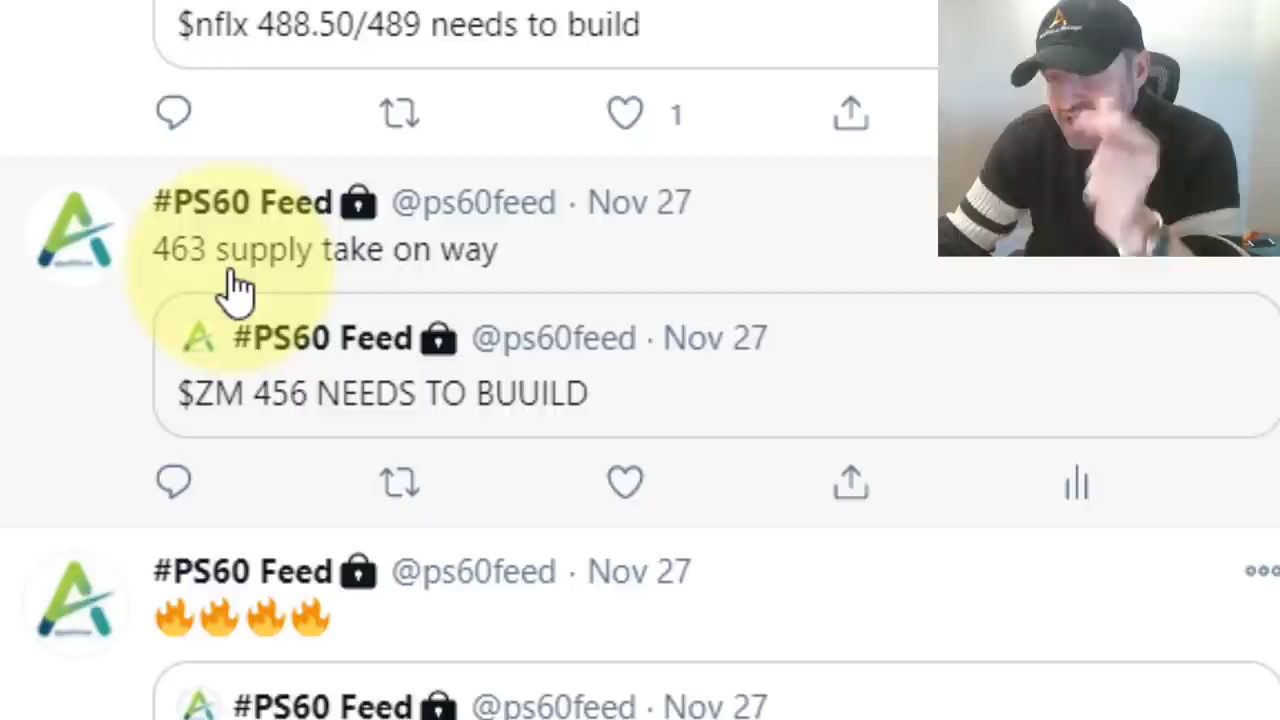 $nflx 488.50/489 needs to build
1
#PS60 Feed @ps60feed · Nov 27
463 supply take on way
#PS60 Feed @ps60feed · Nov 27
$ZM 456 NEEDS TO BUUILD
#PS60 Feed @ps60feed · Nov 27
#PS60 Feed @ps60feed · Nov 27